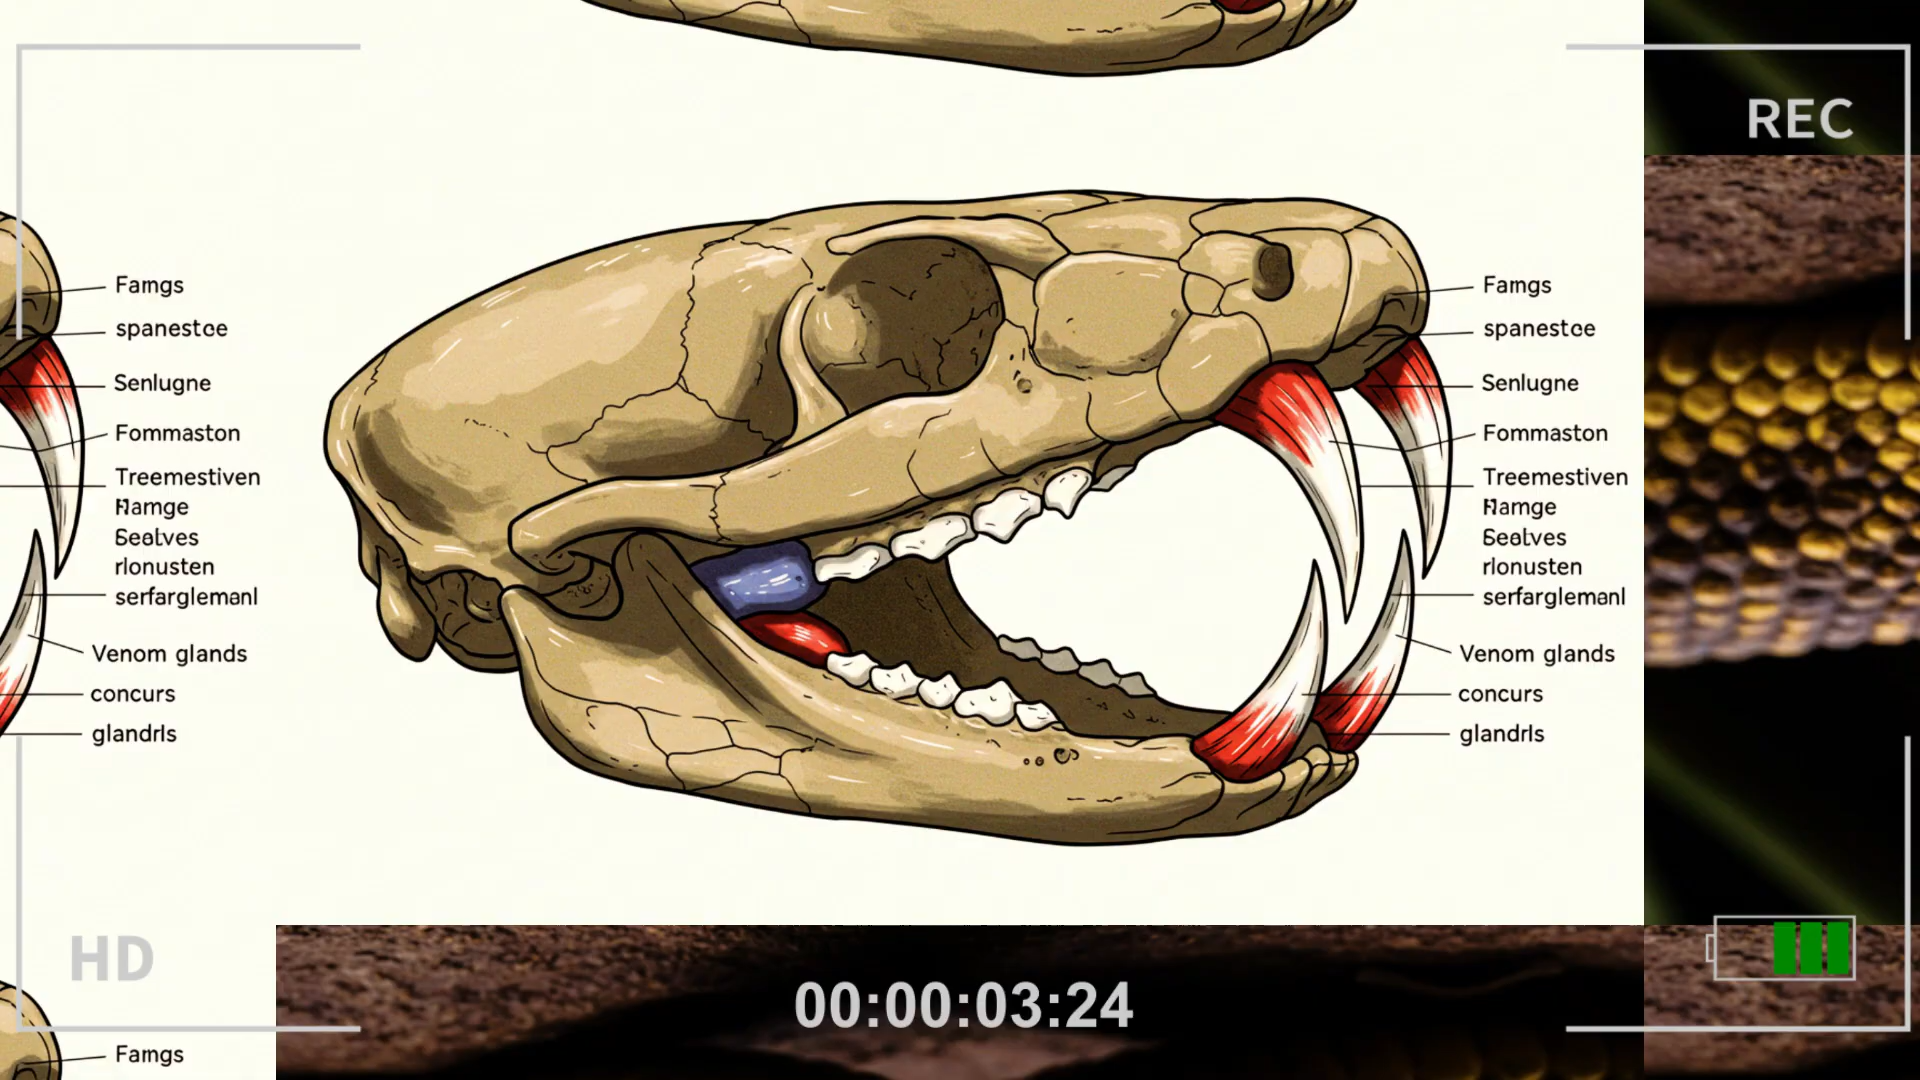 REC
Famgs
spanestoe
Senlugne
Fommaston
Treemestiven
Hamge
Sealves
rlonusten
serfarglemanl
Venom glands
concurs
glandrls
Famgs
spanestoe
Senlugne
Fommaston
Treemestiven
Hamge
Sealves
rlonusten
serfarglemanl
Venom glands
concurs
glandrls
HD
00:00:03:24
Famgs